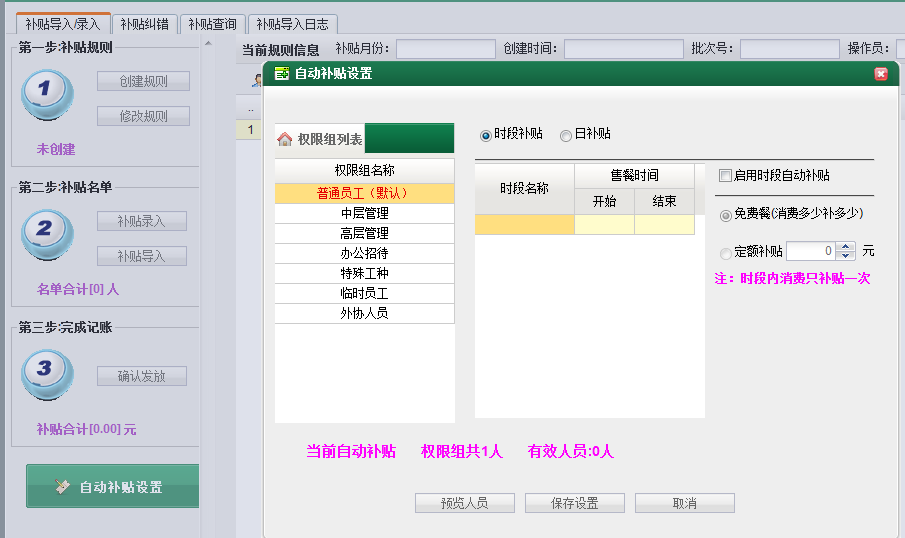 补贴导入/录入 补贴纠错 补贴查询 补贴导入日志
第一步:补贴规则
1
创建规则
修改规则
未创建
第二步:补贴名单
2
补贴录入
补贴导入
名单合计[0] 人
第三步:完成记账
3
确认发放
补贴合计[0.00] 元
自动补贴设置
当前规则信息 补贴月份: 创建时间: 批次号: 操作员:
..
1
自动补贴设置
权限组列表
权限组名称
普通员工（默认）
中层管理
高层管理
办公招待
特殊工种
临时员工
外协人员
时段补贴 日补贴
时段名称 售餐时间
开始 结束
启用时段自动补贴
免费餐(消费多少补多少)
定额补贴 0 元
注：时段内消费只补贴一次
当前自动补贴 权限组共1人 有效人员:0人
预览人员 保存设置 取消